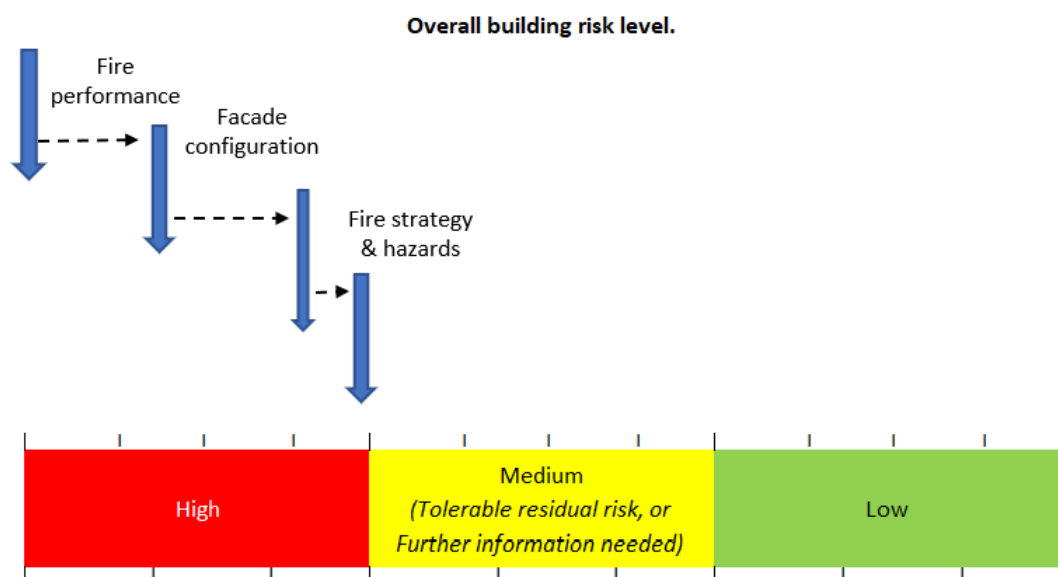 Overall building risk level.
Fire
performance
Facade
configuration
Fire strategy
& hazards
High
Medium
(Tolerable residual risk, or
Further information needed)
Low